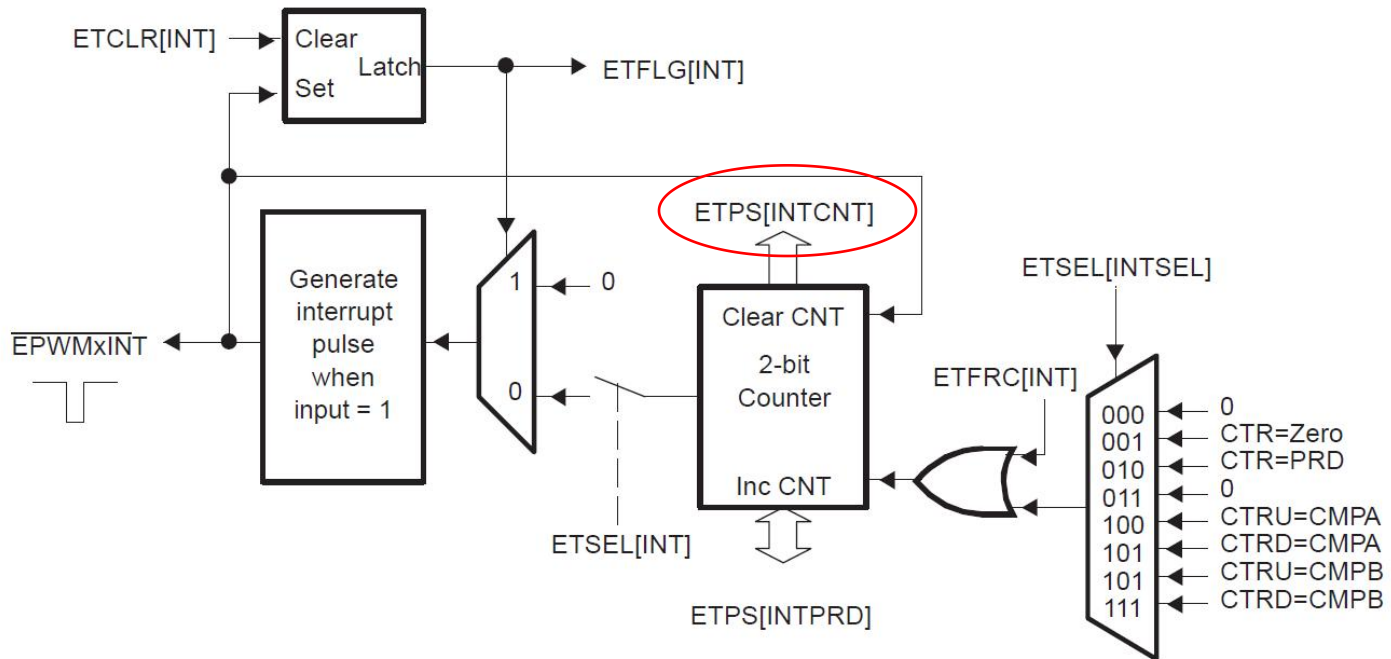 ETCLR[INT]
Clear
Latch
Set
ETFLG[INT]
ETPS[INTCNT]
Generate
interrupt
pulse
when
input = 1
EPWMxINT
1
0
0
Clear CNT
2-bit
Counter
Inc CNT
ETSEL[INT]
ETPS[INTPRD]
ETFRC[INT]
ETSEL[INTSEL]
000
001
010
011
100
101
101
111
0
CTR=Zero
CTR=PRD
0
CTRU=CMPA
CTRD=CMPA
CTRU=CMPB
CTRD=CMPB